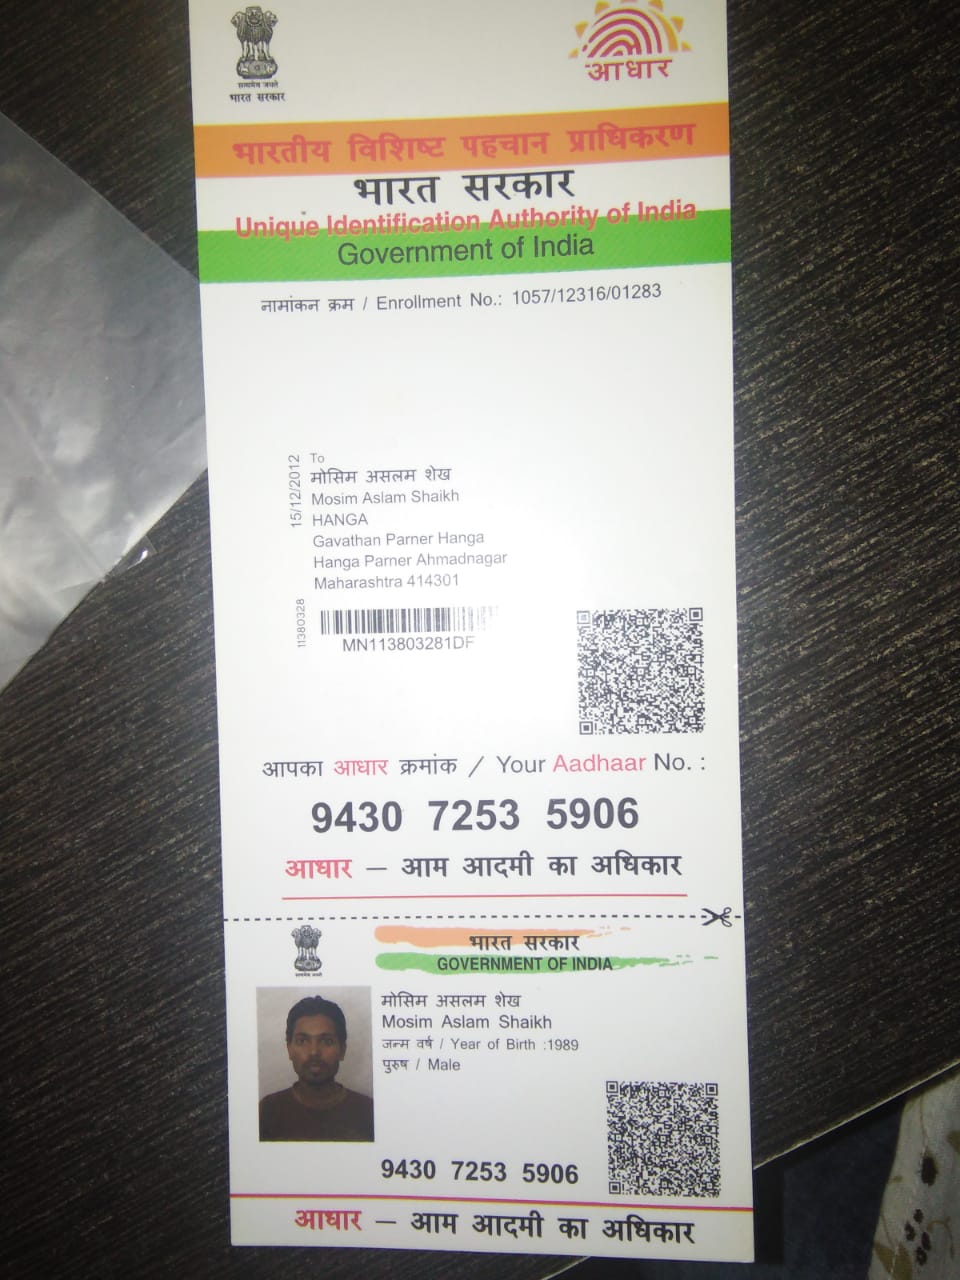 सत्यमेव जयते
भारत सरकार
आधार
भारतीय विशिष्ट पहचान प्राधिकरण
भारत सरकार
Unique Identification Authority of India
Government of India
नामांकन क्रम / Enrollment No.: 1057/12316/01283
15/12/2012
To
मोसिम असलम शेख
Mosim Aslam Shaikh
HANGA
Gavathan Parner Hanga
Hanga Parner Ahmadnagar
Maharashtra 414301
11380328
MN113803281DF
आपका आधार क्रमांक / Your Aadhaar No. :
9430 7253 5906
आधार – आम आदमी का अधिकार
सत्यमेव जयते
भारत सरकार
GOVERNMENT OF INDIA
मोसिम असलम शेख
Mosim Aslam Shaikh
जन्म वर्ष / Year of Birth :1989
पुरुष / Male
9430 7253 5906
आधार – आम आदमी का अधिकार